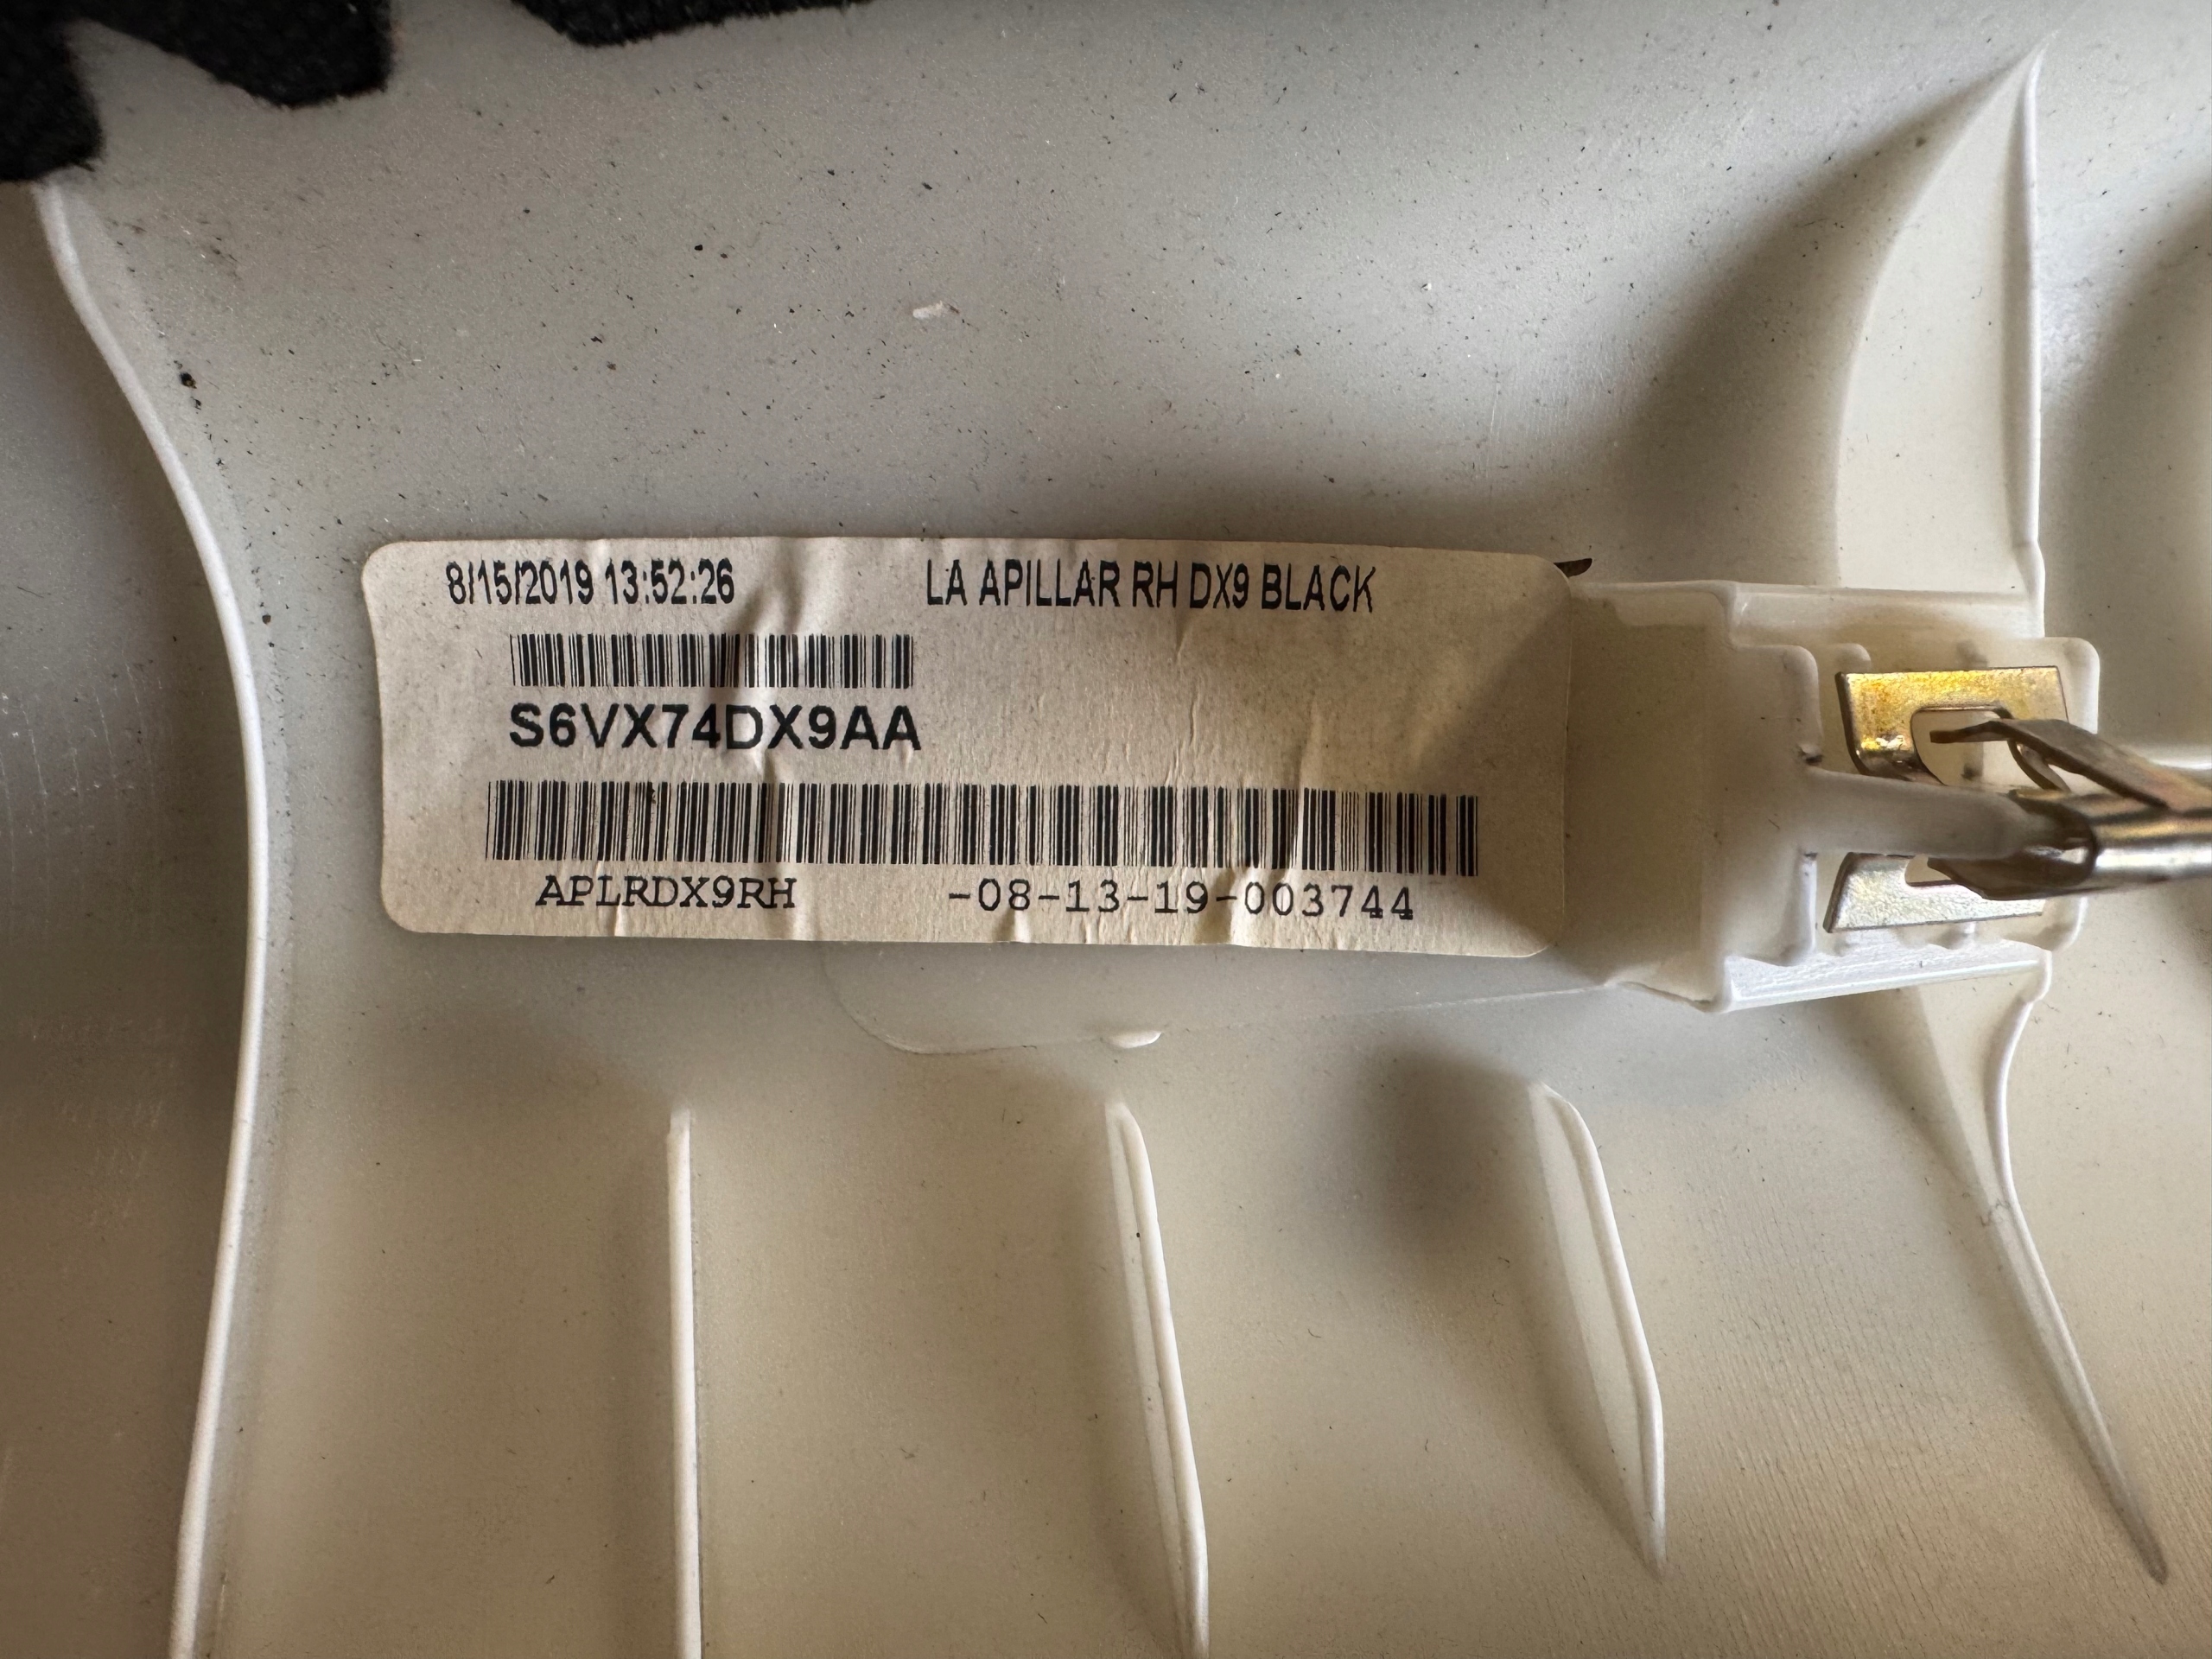 8/15/2019 13:52:26 LA APILLAR RH DX9 BLACK
S6VX74DX9AA
APLRDX9RH -08-13-19-003744